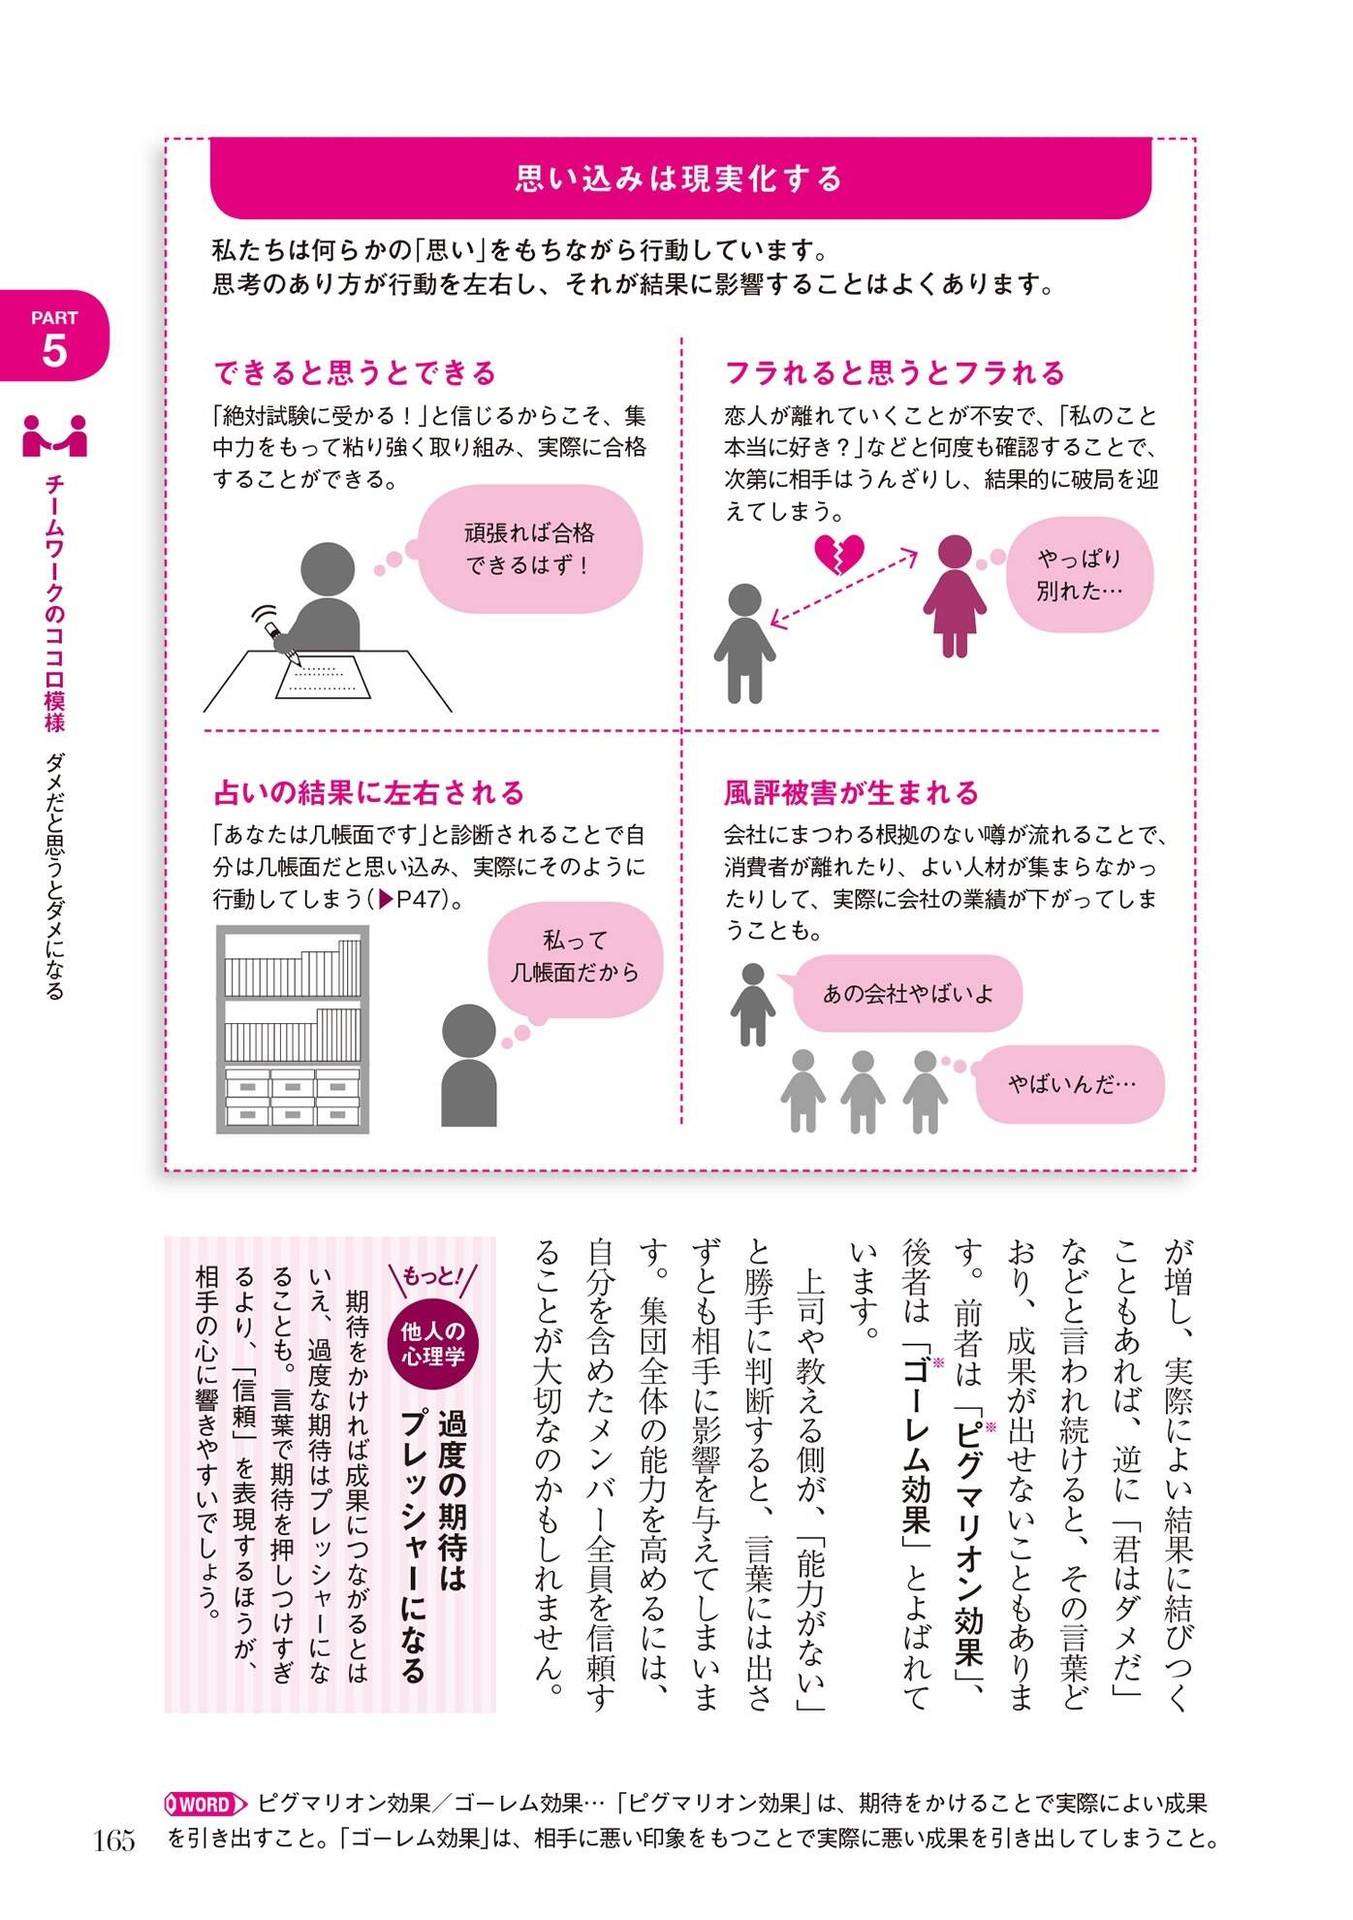 思い込みは現実化する
私たちは何らかの「思い」をもちながら行動しています。
思考のあり方が行動を左右し、それが結果に影響することはよくあります。
できると思うとできる
「絶対試験に受かる！」と信じるからこそ、集
中力をもって粘り強く取り組み、実際に合格
することができる。
頑張れば合格
できるはず！
フラれると思うとフラれる
恋人が離れていくことが不安で、「私のこと
本当に好き？」などと何度も確認することで、
次第に相手はうんざりし、結果的に破局を迎
えてしまう。
やっぱり
別れた…
占いの結果に左右される
「あなたは几帳面です」と診断されることで自
分は几帳面だと思い込み、実際にそのように
行動してしまう（▶P47）。
私って
几帳面だから
風評被害が生まれる
会社にまつわる根拠のない噂が流れることで、
消費者が離れたり、よい人材が集まらなかっ
たりして、実際に会社の業績が下がってしま
うことも。
あの会社やばいよ
やばいんだ…
PART
5
チームワークのココロ模様 ダメだと思うとダメになる
が増し、実際によい結果に結びつく
こともあれば、逆に「君はダメだ」
などと言われ続けると、その言葉ど
おり、成果が出せないこともありま
す。前者は「ピグマリオン効果※」、
後者は「ゴーレム効果※」とよばれて
います。
上司や教える側が、「能力がない」
と勝手に判断すると、言葉には出さ
ずとも相手に影響を与えてしまいま
す。集団全体の能力を高めるには、
自分を含めたメンバー全員を信頼す
ることが大切なのかもしれません。
もっと！
他人の
心理学
過度の期待は
プレッシャーになる
期待をかければ成果につながるとは
いえ、過度な期待はプレッシャーにな
ることも。言葉で期待を押しつけすぎ
るより、「信頼」を表現するほうが、
相手の心に響きやすいでしょう。
WORD ピグマリオン効果／ゴーレム効果…「ピグマリオン効果」は、期待をかけることで実際によい成果
を引き出すこと。「ゴーレム効果」は、相手に悪い印象をもつことで実際に悪い成果を引き出してしまうこと。
165